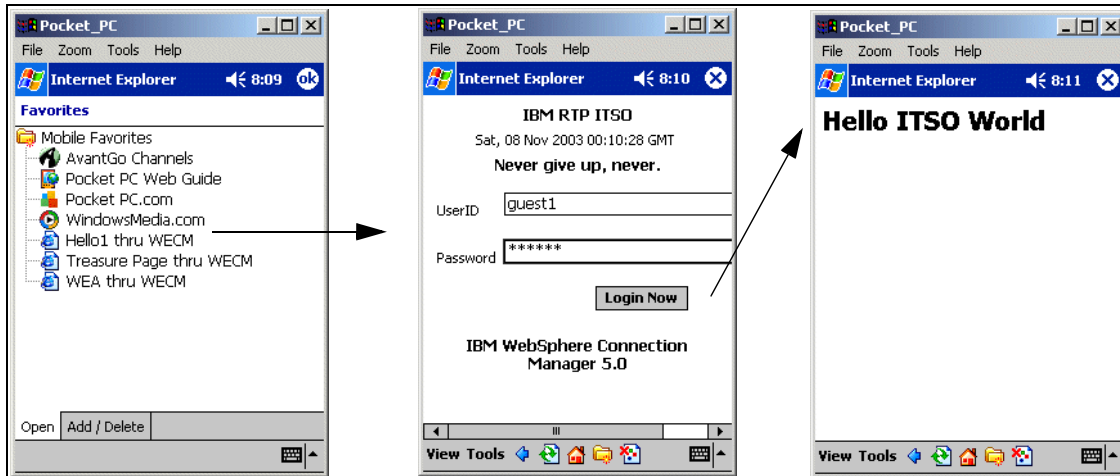 Pocket_PC
File Zoom Tools Help
Internet Explorer 8:09 ok
Favorites
Mobile Favorites
AvantGo Channels
Pocket PC Web Guide
Pocket PC.com
WindowsMedia.com
Hello1 thru WECM
Treasure Page thru WECM
WEA thru WECM
Open Add / Delete
Pocket_PC
File Zoom Tools Help
Internet Explorer 8:10
IBM RTP ITSO
Sat, 08 Nov 2003 00:10:28 GMT
Never give up, never.
UserID guest1
Password ******
Login Now
IBM WebSphere Connection
Manager 5.0
View Tools
Pocket_PC
File Zoom Tools Help
Internet Explorer 8:11
Hello ITSO World
View Tools